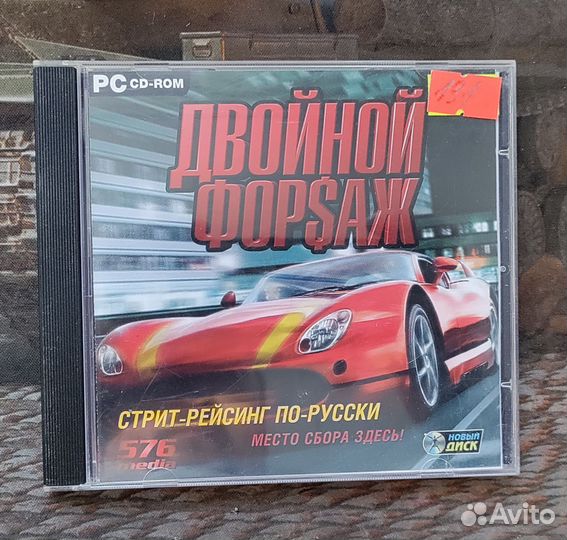 PC CD-ROM
ДВОЙНОЙ
ФОР$АЖ
СТРИТ-РЕЙСИНГ ПО-РУССКИ
МЕСТО СБОРА ЗДЕСЬ!
576
media
НОВЫЙ
ДИСК
Avito